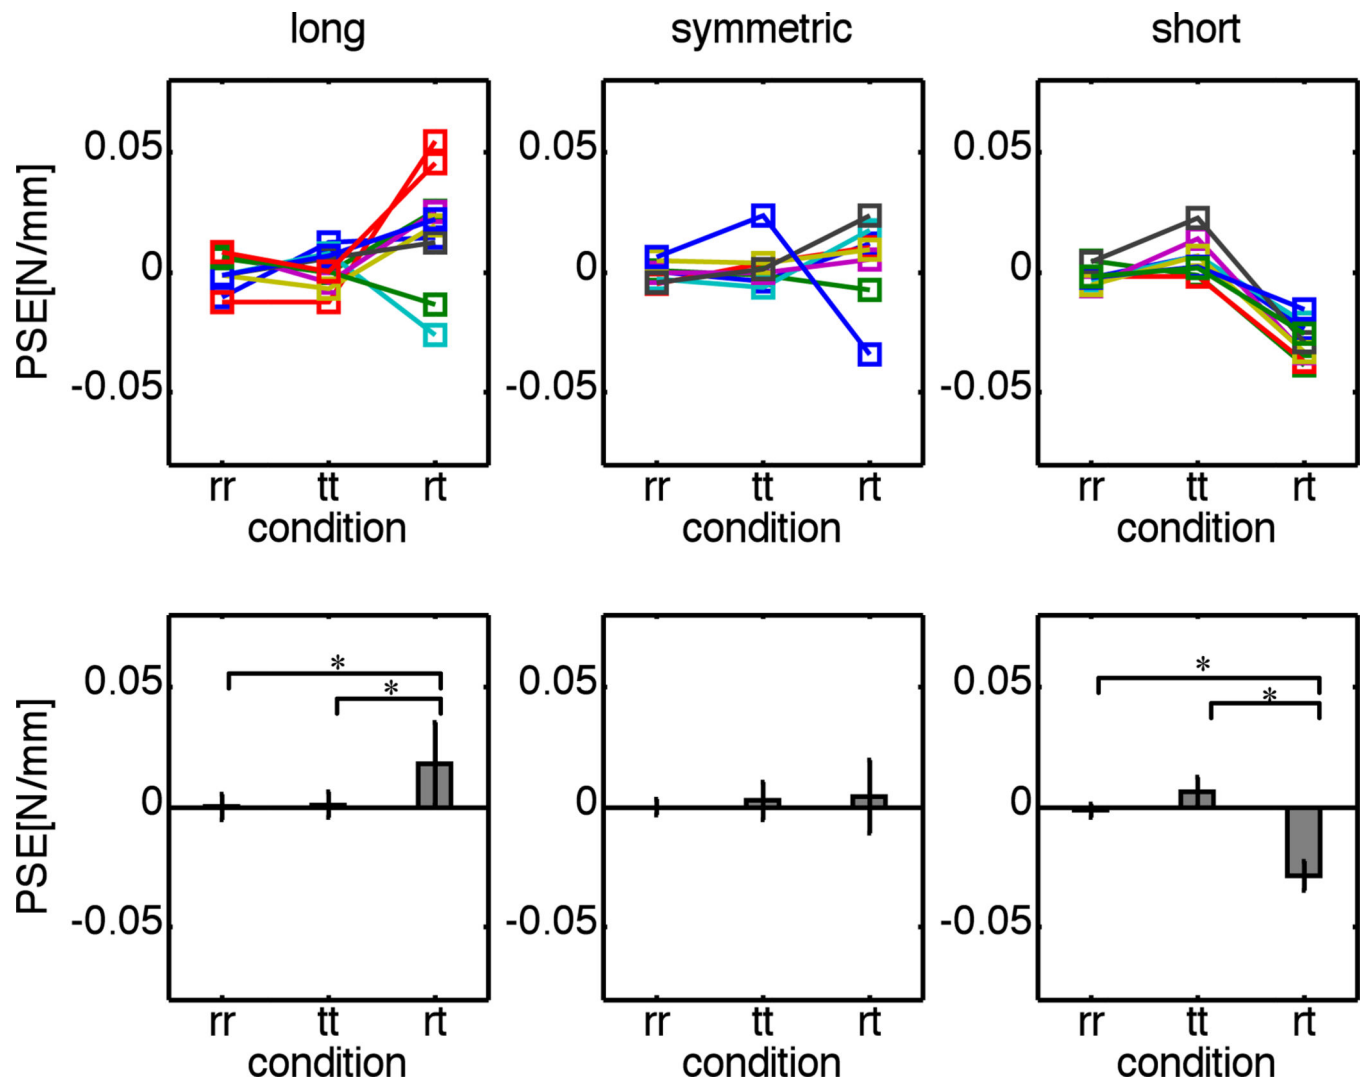 long symmetric short
PSE[N/mm]
0.05 0.05 0.05
0 0 0
-0.05 -0.05 -0.05
rr tt rt rr tt rt rr tt rt
condition condition condition
PSE[N/mm]
* *
* *
0.05 0.05 0.05
0 0 0
-0.05 -0.05 -0.05
rr tt rt rr tt rt rr tt rt
condition condition condition